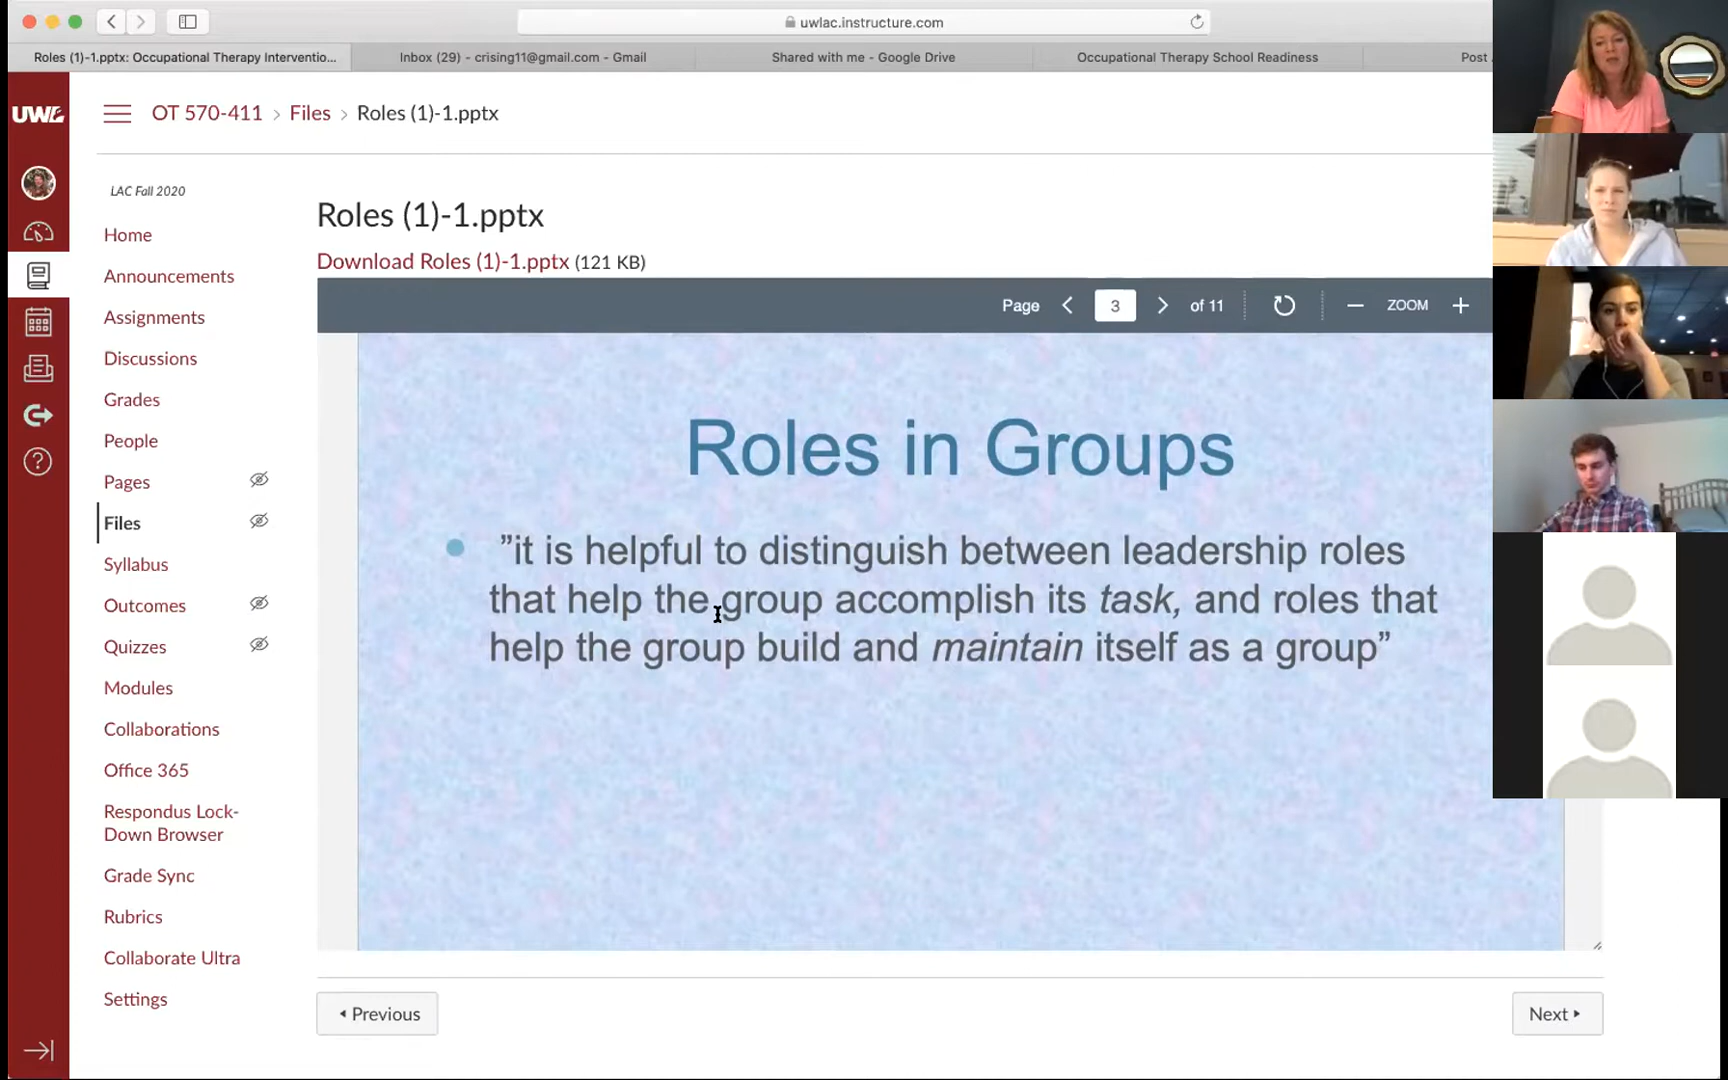 uwlac.instructure.com
Roles (1)-1.pptx: Occupational Therapy Interventio...
Inbox (29) - crising11@gmail.com - Gmail
Shared with me - Google Drive
Occupational Therapy School Readiness
Post
UWL
OT 570-411 > Files > Roles (1)-1.pptx
LAC Fall 2020
Home
Announcements
Assignments
Discussions
Grades
People
Pages
Files
Syllabus
Outcomes
Quizzes
Modules
Collaborations
Office 365
Respondus Lock-
Down Browser
Grade Sync
Rubrics
Collaborate Ultra
Settings
Roles (1)-1.pptx
Download Roles (1)-1.pptx (121 KB)
Page 3 of 11 ZOOM
Roles in Groups
”it is helpful to distinguish between leadership roles
that help the group accomplish its task, and roles that
help the group build and maintain itself as a group”
Previous
Next